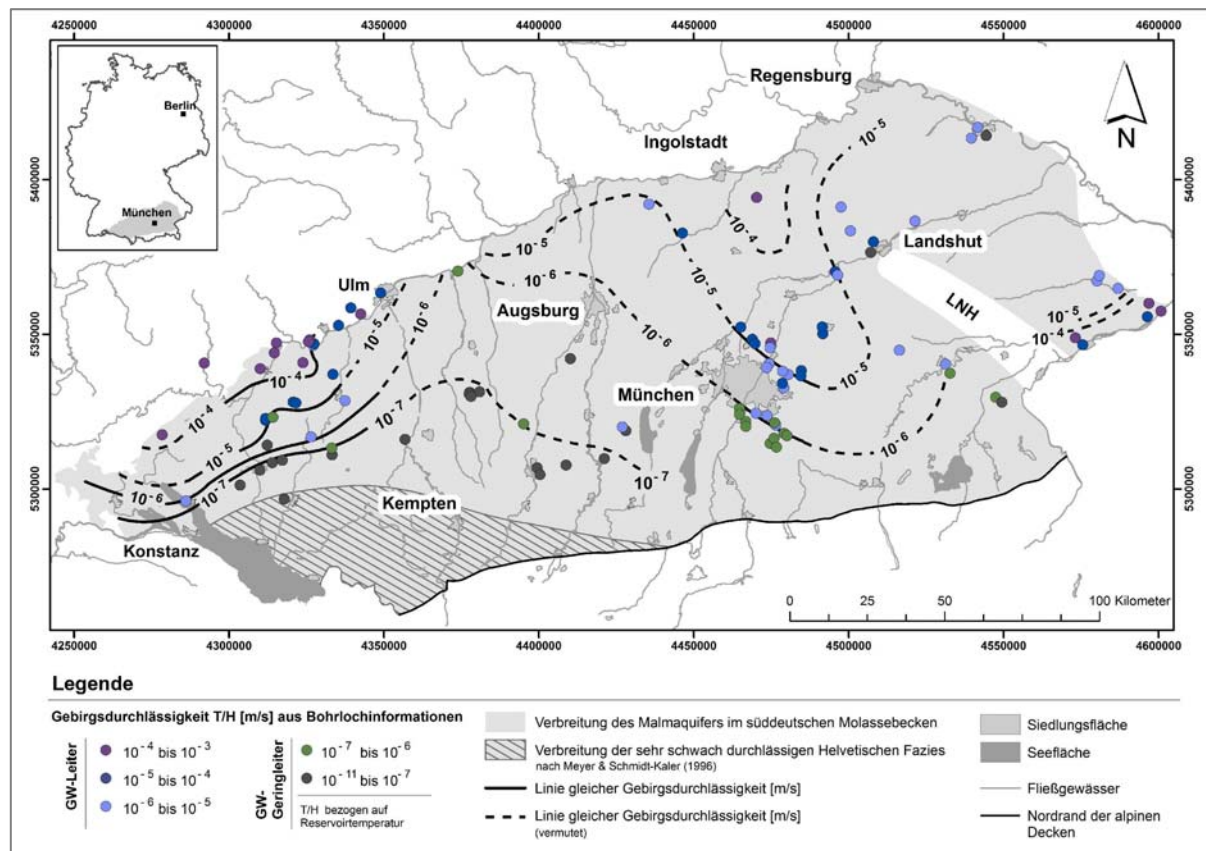 4250000 4300000 4350000 4400000 4450000 4500000 4550000 4600000
Berlin
München
Regensburg
N
Ingolstadt
5400000 5400000
10⁻⁵
10⁻⁴
10⁻⁵
Landshut
10⁻⁵
10⁻⁶
Ulm
Augsburg
LNH
10⁻⁵
10⁻⁶
10⁻⁵
10⁻⁴
5350000 5350000
10⁻⁴
10⁻⁶
10⁻⁵
10⁻⁴
10⁻⁷
München
10⁻⁵
10⁻⁶
10⁻⁶
10⁻⁷
10⁻⁷
5300000 5300000
Kempten
Konstanz
100 Kilometer
0 25 50
4250000 4300000 4350000 4400000 4450000 4500000 4550000 4600000
Legende
Gebirgsdurchlässigkeit T/H [m/s] aus Bohrlochinformationen
GW-Leiter
10⁻⁴ bis 10⁻³
10⁻⁵ bis 10⁻⁴
10⁻⁶ bis 10⁻⁵
GW-Geringleiter
10⁻⁷ bis 10⁻⁶
10⁻¹¹ bis 10⁻⁷
T/H bezogen auf
Reservoirtemperatur
Verbreitung des Malmaquifers im süddeutschen Molassebecken
Verbreitung der sehr schwach durchlässigen Helvetischen Fazies
nach Meyer & Schmidt-Kaler (1996)
Linie gleicher Gebirgsdurchlässigkeit [m/s]
Linie gleicher Gebirgsdurchlässigkeit [m/s]
(vermutet)
Siedlungsfläche
Seefläche
Fließgewässer
Nordrand der alpinen
Decken